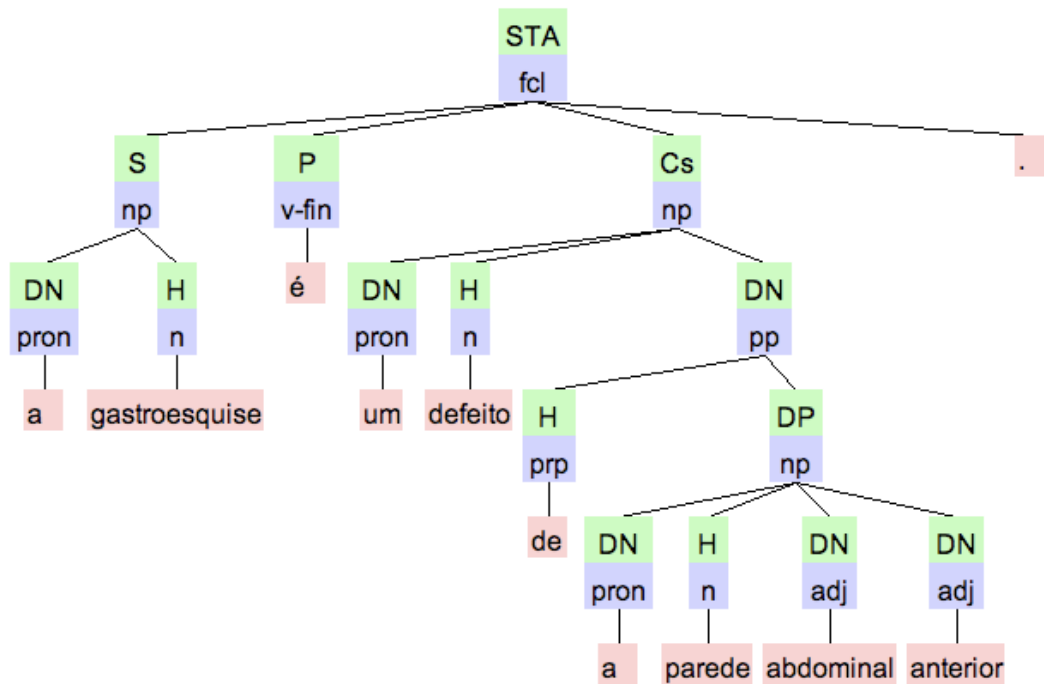 STA
fcl
S P Cs .
np v-fin np
DN H é DN H DN
pron n pron n pp
a gastroesquise um defeito H DP
prp np
de DN H DN DN
pron n adj adj
a parede abdominal anterior